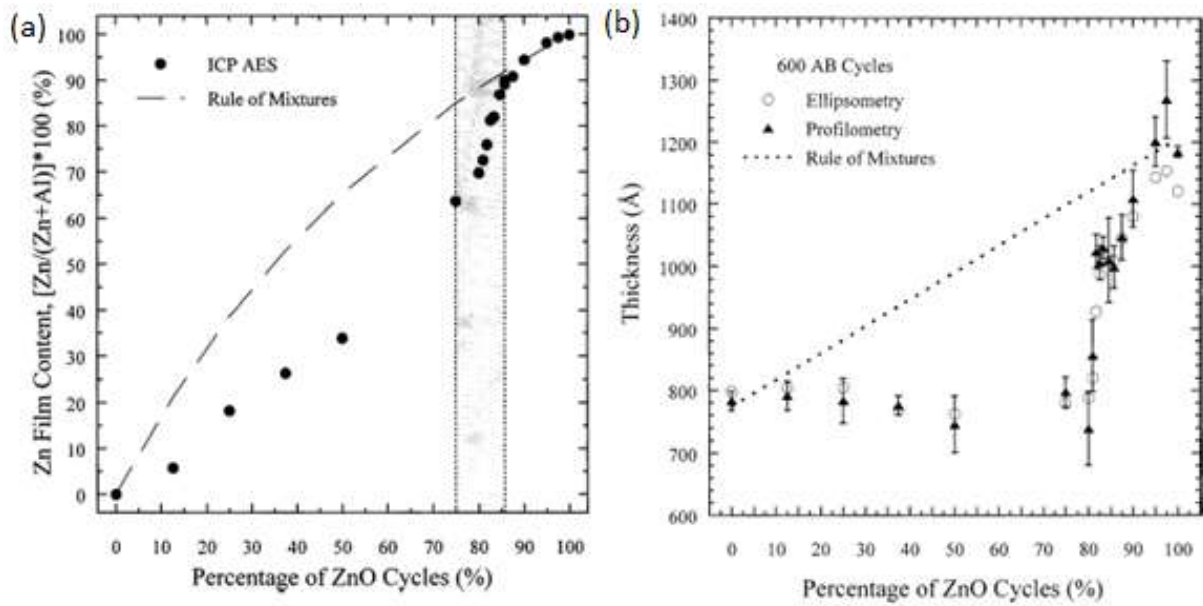 (a)
100
90
80
70
60
50
40
30
20
10
0
Zn Film Content, [Zn/(Zn+Al)]*100 (%)
ICP AES
Rule of Mixtures
0 10 20 30 40 50 60 70 80 90 100
Percentage of ZnO Cycles (%)
(b)
1400
1300
1200
1100
1000
900
800
700
600
Thickness (Å)
600 AB Cycles
Ellipsometry
Profilometry
Rule of Mixtures
0 10 20 30 40 50 60 70 80 90 100
Percentage of ZnO Cycles (%)